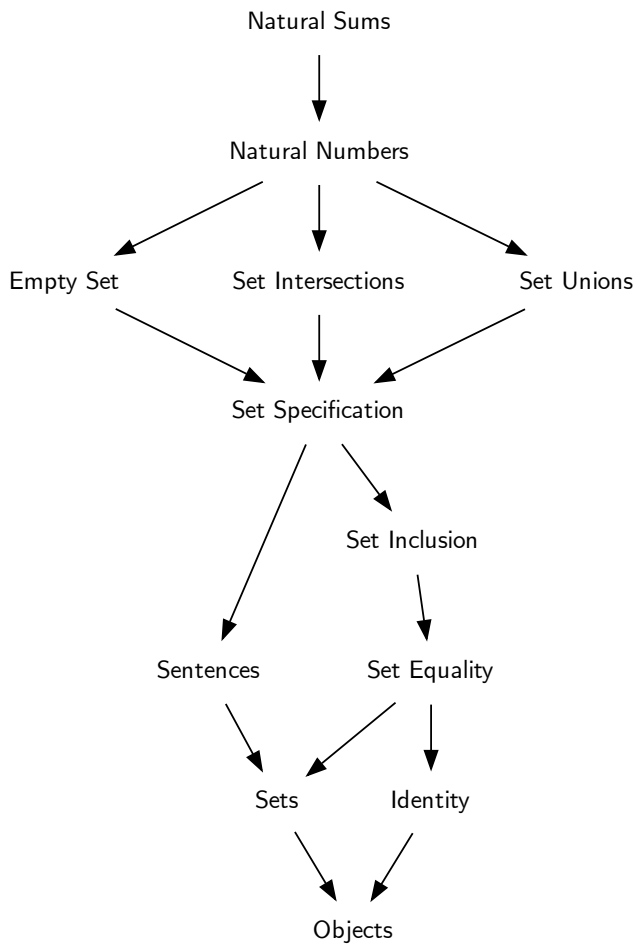 Natural Sums
Natural Numbers
Empty Set
Set Intersections
Set Unions
Set Specification
Set Inclusion
Sentences
Set Equality
Sets
Identity
Objects